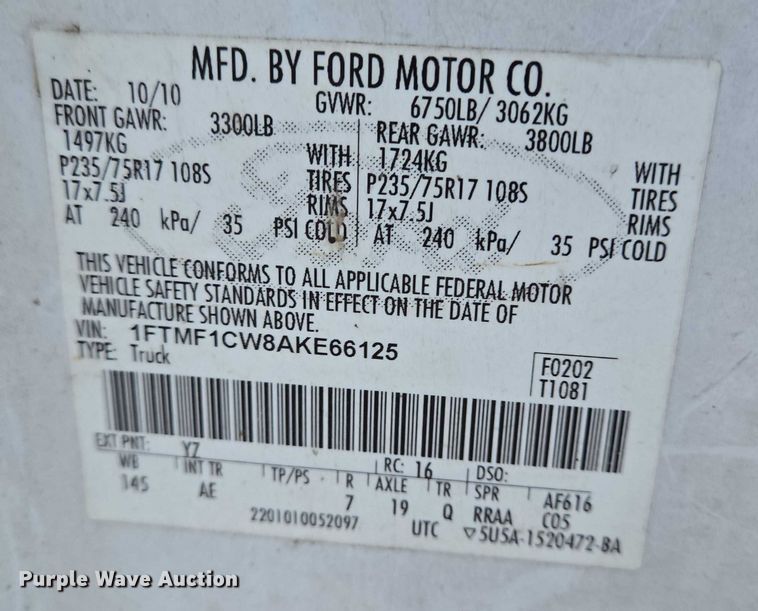 MFD. BY FORD MOTOR CO.
DATE: 10/10 GVWR: 6750LB/ 3062KG
FRONT GAWR: 3300LB REAR GAWR: 3800LB
1497KG WITH 1724KG WITH
P235/75R17 108S TIRES P235/75R17 108S TIRES
17x7.5J RIMS 17x7.5J RIMS
AT 240 kPa/ 35 PSI COLD AT 240 kPa/ 35 PSI COLD
THIS VEHICLE CONFORMS TO ALL APPLICABLE FEDERAL MOTOR
VEHICLE SAFETY STANDARDS IN EFFECT ON THE DATE OF
MANUFACTURE SHOWN ABOVE.
VIN: 1FTMF1CW8AKE66125
TYPE: Truck
F0202
T1081
EXT PNT: YZ RC: 16 DSO:
WB INT TR TP/PS R AXLE TR SPR AF616
145 AE 7 19 Q RRAA C05
2201010052097 UTC ▽5U5A-1520472-BA
Purple Wave Auction